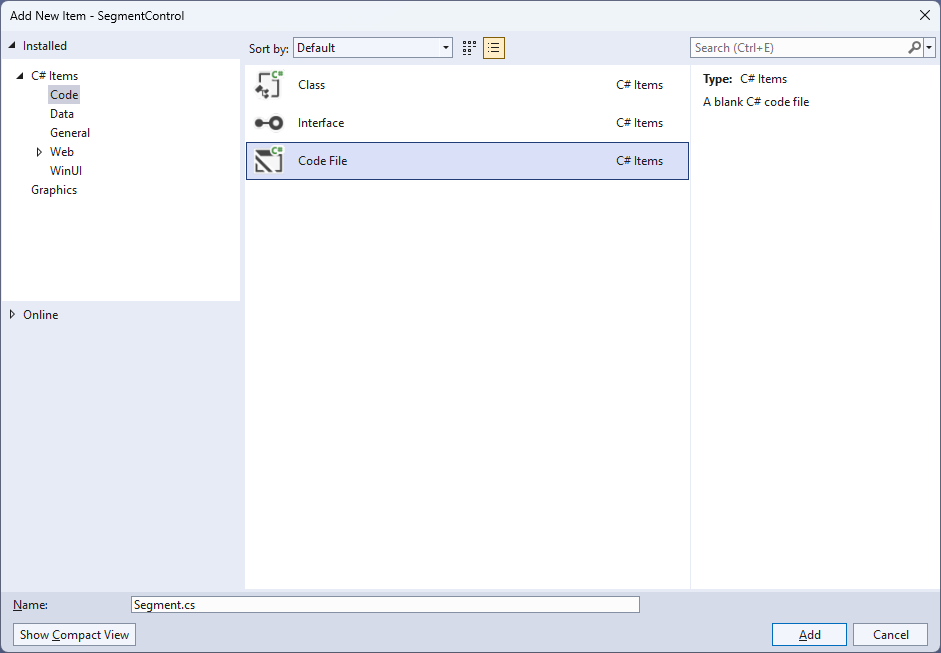 Add New Item - SegmentControl
Installed
Sort by: Default
Search (Ctrl+E)
C# Items
Code
Data
General
Web
WinUI
Graphics
Online
Class C# Items
Interface C# Items
Code File C# Items
Type: C# Items
A blank C# code file
Name: Segment.cs
Show Compact View
Add Cancel